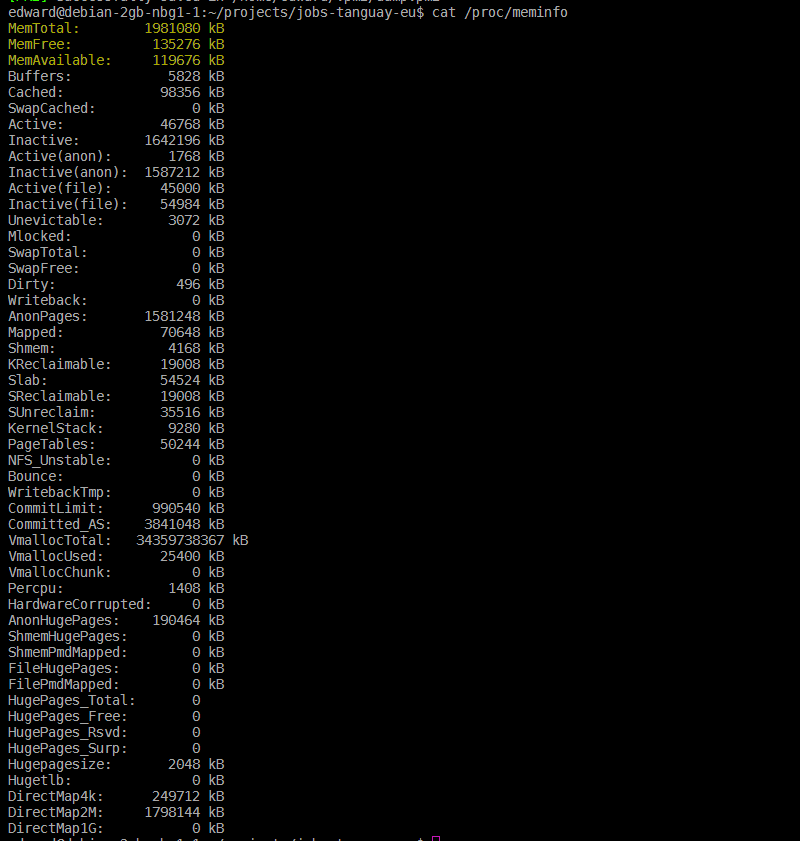 edward@debian-2gb-nbg1-1:~/projects/jobs-tanguay-eu$ cat /proc/meminfo
MemTotal: 1981080 kB
MemFree: 135276 kB
MemAvailable: 119676 kB
Buffers: 5828 kB
Cached: 98356 kB
SwapCached: 0 kB
Active: 46768 kB
Inactive: 1642196 kB
Active(anon): 1768 kB
Inactive(anon): 1587212 kB
Active(file): 45000 kB
Inactive(file): 54984 kB
Unevictable: 3072 kB
Mlocked: 0 kB
SwapTotal: 0 kB
SwapFree: 0 kB
Dirty: 496 kB
Writeback: 0 kB
AnonPages: 1581248 kB
Mapped: 70648 kB
Shmem: 4168 kB
KReclaimable: 19008 kB
Slab: 54524 kB
SReclaimable: 19008 kB
SUnreclaim: 35516 kB
KernelStack: 9280 kB
PageTables: 50244 kB
NFS_Unstable: 0 kB
Bounce: 0 kB
WritebackTmp: 0 kB
CommitLimit: 990540 kB
Committed_AS: 3841048 kB
VmallocTotal: 34359738367 kB
VmallocUsed: 25400 kB
VmallocChunk: 0 kB
Percpu: 1408 kB
HardwareCorrupted: 0 kB
AnonHugePages: 190464 kB
ShmemHugePages: 0 kB
ShmemPmdMapped: 0 kB
FileHugePages: 0 kB
FilePmdMapped: 0 kB
HugePages_Total: 0
HugePages_Free: 0
HugePages_Rsvd: 0
HugePages_Surp: 0
Hugepagesize: 2048 kB
Hugetlb: 0 kB
DirectMap4k: 249712 kB
DirectMap2M: 1798144 kB
DirectMap1G: 0 kB